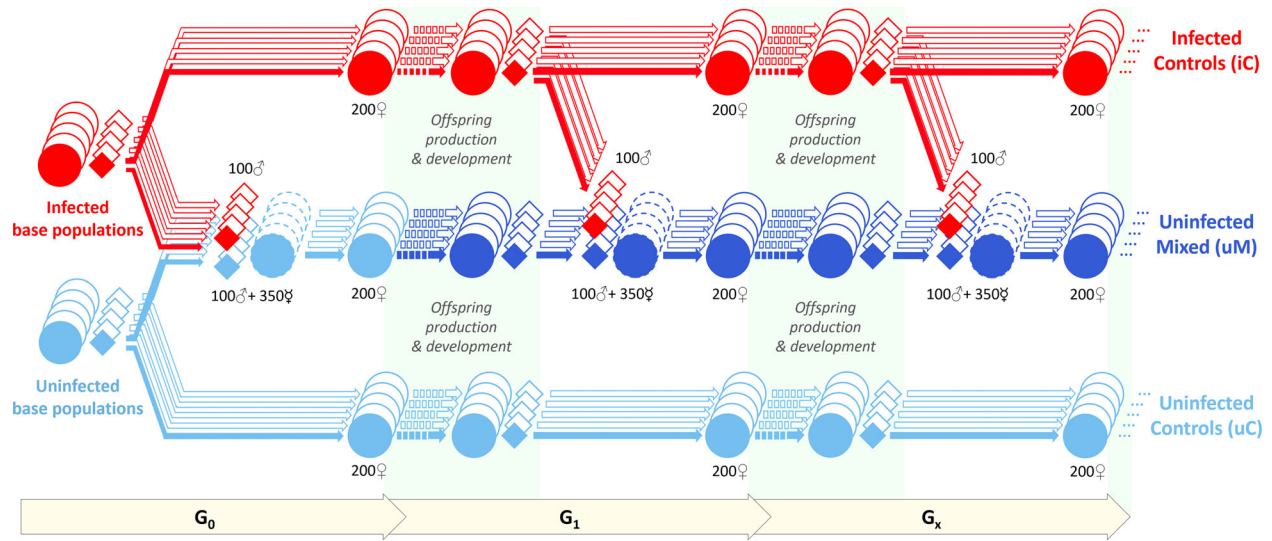 Infected
Controls (iC)
200♀
200♀
200♀
Offspring
production
& development
Offspring
production
& development
100♂
100♂
100♂
Infected
base populations
Uninfected
Mixed (uM)
100♂+ 350☿
200♀
100♂+ 350☿
200♀
100♂+ 350☿
200♀
Offspring
production
& development
Offspring
production
& development
Uninfected
base populations
Uninfected
Controls (uC)
200♀
200♀
200♀
G₀
G₁
Gₓ